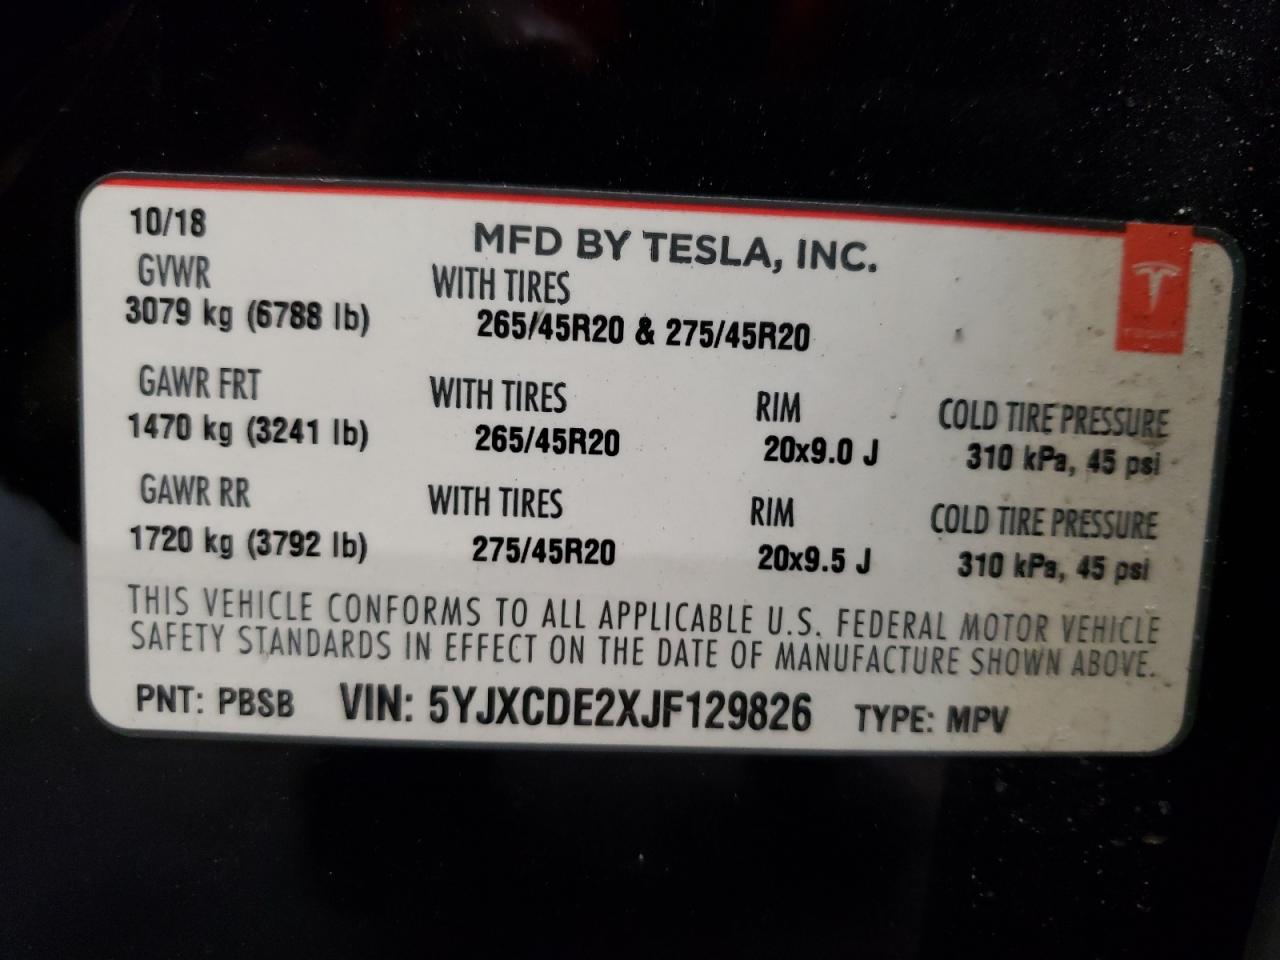 10/18
MFD BY TESLA, INC.
GVWR WITH TIRES
3079 kg (6788 lb) 265/45R20 & 275/45R20
GAWR FRT WITH TIRES RIM COLD TIRE PRESSURE
1470 kg (3241 lb) 265/45R20 20x9.0 J 310 kPa, 45 psi
GAWR RR WITH TIRES RIM COLD TIRE PRESSURE
1720 kg (3792 lb) 275/45R20 20x9.5 J 310 kPa, 45 psi
THIS VEHICLE CONFORMS TO ALL APPLICABLE U.S. FEDERAL MOTOR VEHICLE
SAFETY STANDARDS IN EFFECT ON THE DATE OF MANUFACTURE SHOWN ABOVE.
PNT: PBSB VIN: 5YJXCDE2XJF129826 TYPE: MPV